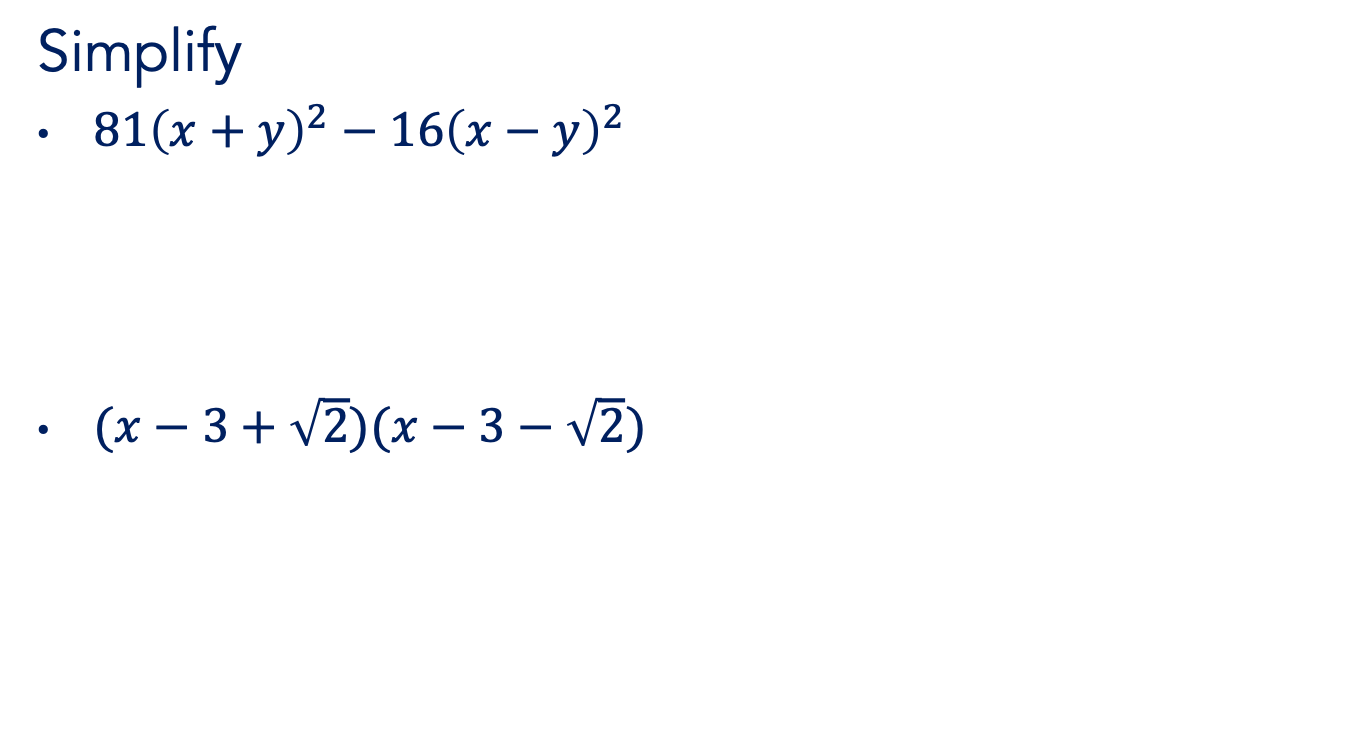 Simplify
• 81(x + y)² − 16(x − y)²
• (x − 3 + √2)(x − 3 − √2)